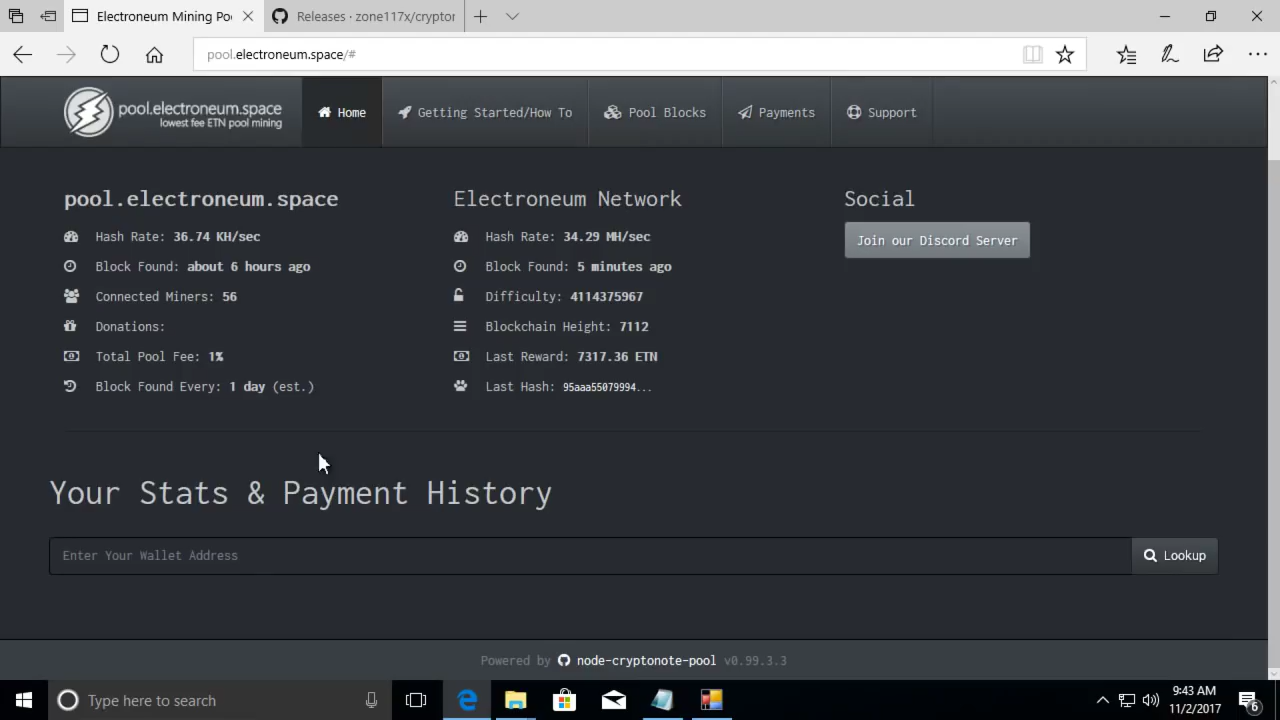 Electroneum Mining Po
Releases · zone117x/crypton
pool.electroneum.space/#
pool.electroneum.space
lowest fee ETN pool mining
Home
Getting Started/How To
Pool Blocks
Payments
Support
pool.electroneum.space
Hash Rate: 36.74 KH/sec
Block Found: about 6 hours ago
Connected Miners: 56
Donations:
Total Pool Fee: 1%
Block Found Every: 1 day (est.)
Electroneum Network
Hash Rate: 34.29 MH/sec
Block Found: 5 minutes ago
Difficulty: 4114375967
Blockchain Height: 7112
Last Reward: 7317.36 ETN
Last Hash: 95aaa55079994...
Social
Join our Discord Server
Your Stats & Payment History
Enter Your Wallet Address
Lookup
Powered by node-cryptonote-pool v0.99.3.3
Type here to search
9:43 AM
11/2/2017
6